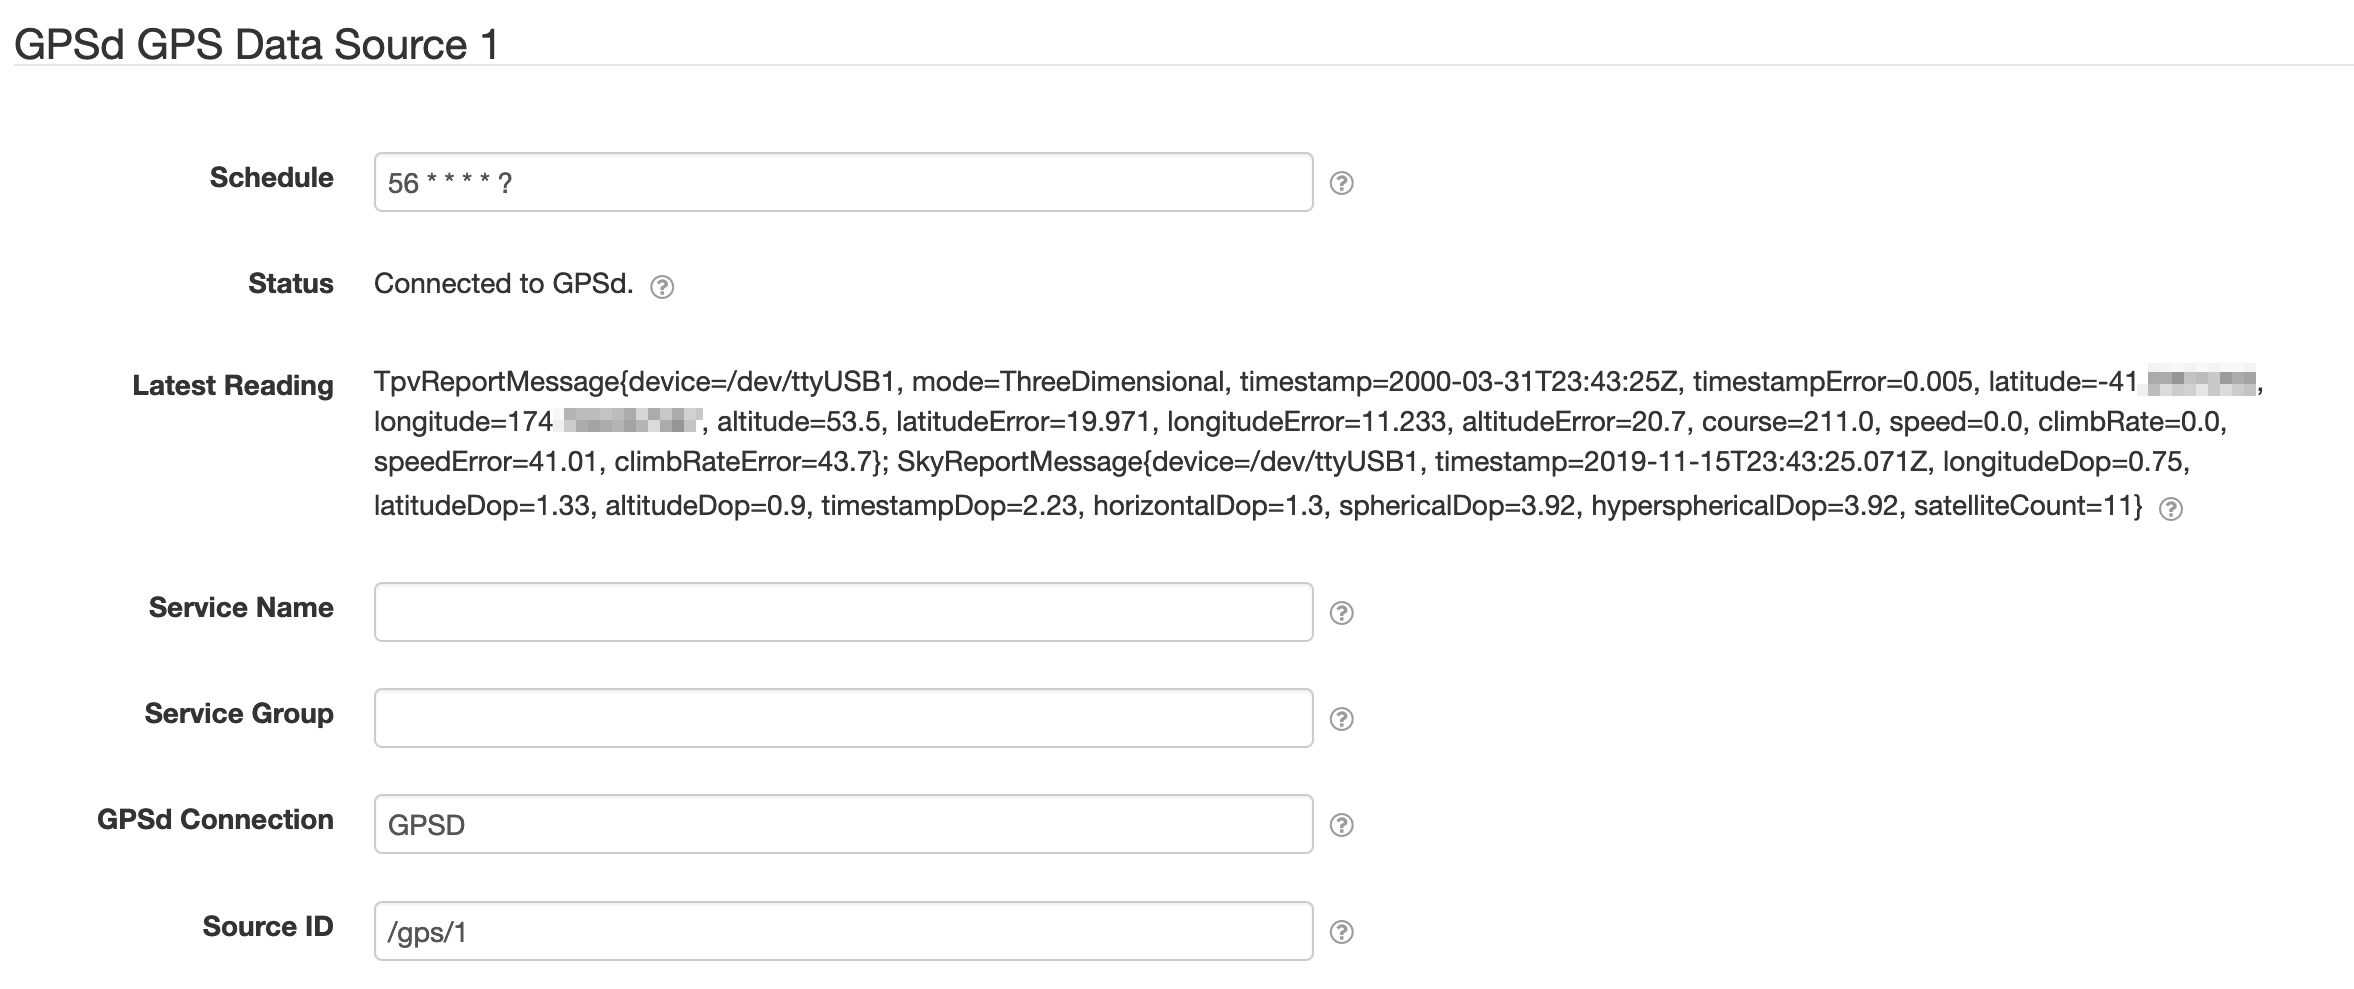 GPSd GPS Data Source 1
Schedule
56 * * * * ?
Status
Connected to GPSd.
Latest Reading
TpvReportMessage{device=/dev/ttyUSB1, mode=ThreeDimensional, timestamp=2000-03-31T23:43:25Z, timestampError=0.005, latitude=-41 ,
longitude=174 , altitude=53.5, latitudeError=19.971, longitudeError=11.233, altitudeError=20.7, course=211.0, speed=0.0, climbRate=0.0,
speedError=41.01, climbRateError=43.7}; SkyReportMessage{device=/dev/ttyUSB1, timestamp=2019-11-15T23:43:25.071Z, longitudeDop=0.75,
latitudeDop=1.33, altitudeDop=0.9, timestampDop=2.23, horizontalDop=1.3, sphericalDop=3.92, hypersphericalDop=3.92, satelliteCount=11}
Service Name
Service Group
GPSd Connection
GPSD
Source ID
/gps/1